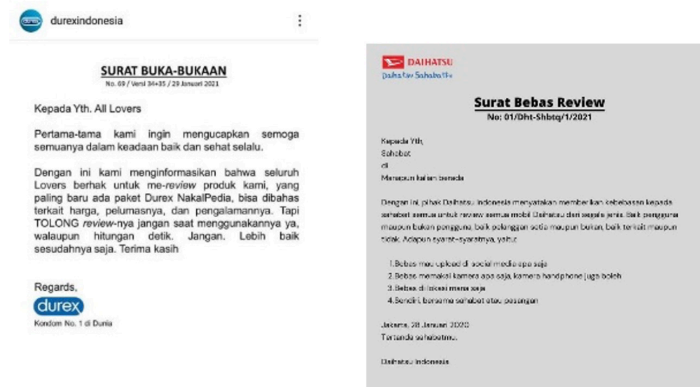 durexindonesia
SURAT BUKA-BUKAAN
No. 69 / Versi 34+35 / 29 Januari 2021
Kepada Yth. All Lovers
Pertama-tama kami ingin mengucapkan semoga
semuanya dalam keadaan baik dan sehat selalu.
Dengan ini kami menginformasikan bahwa seluruh
Lovers berhak untuk me-review produk kami, yang
paling baru ada paket Durex NakalPedia, bisa dibahas
terkait harga, pelumasnya, dan pengalamannya. Tapi
TOLONG review-nya jangan saat menggunakannya ya,
walaupun hitungan detik. Jangan. Lebih baik
sesudahnya saja. Terima kasih
Regards,
durex
Kondom No. 1 di Dunia
DAIHATSU
Daihatsu Sahabatku
Surat Bebas Review
No: 01/Dht-Shbtq/1/2021
Kepada Yth,
Sahabat
di
Manapun kalian berada
Dengan ini, pihak Daihatsu Indonesia menyatakan memberikan kebebasan kepada
sahabat semua untuk review semua mobil Daihatsu dari segala jenis. Baik pengguna
maupun bukan pengguna, baik pelanggan setia maupun bukan, baik terkait maupun
tidak. Adapun syarat-syaratnya, yaitu:
1.Bebas mau upload di social media apa saja
2.Bebas memakai kamera apa saja, kamera handphone juga boleh
3.Bebas di lokasi mana saja
4.Sendiri, bersama sahabat atau pasangan
Jakarta, 28 Januari 2020
Tertanda sahabatmu,
Daihatsu Indonesia